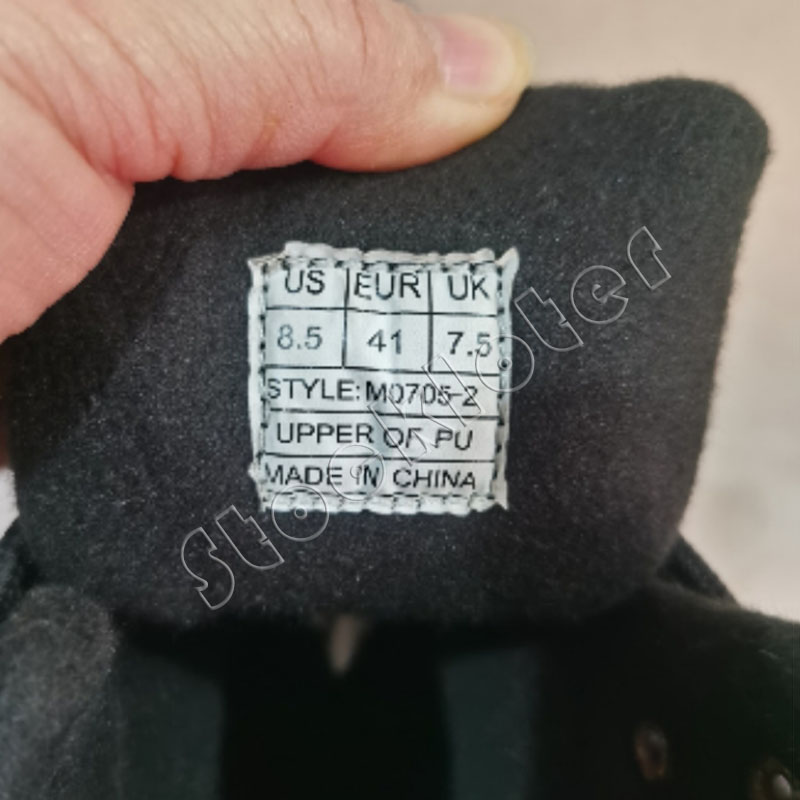 US EUR UK
8.5 41 7.5
STYLE: M0705-2
UPPER OF PU
MADE IN CHINA
Stockloter